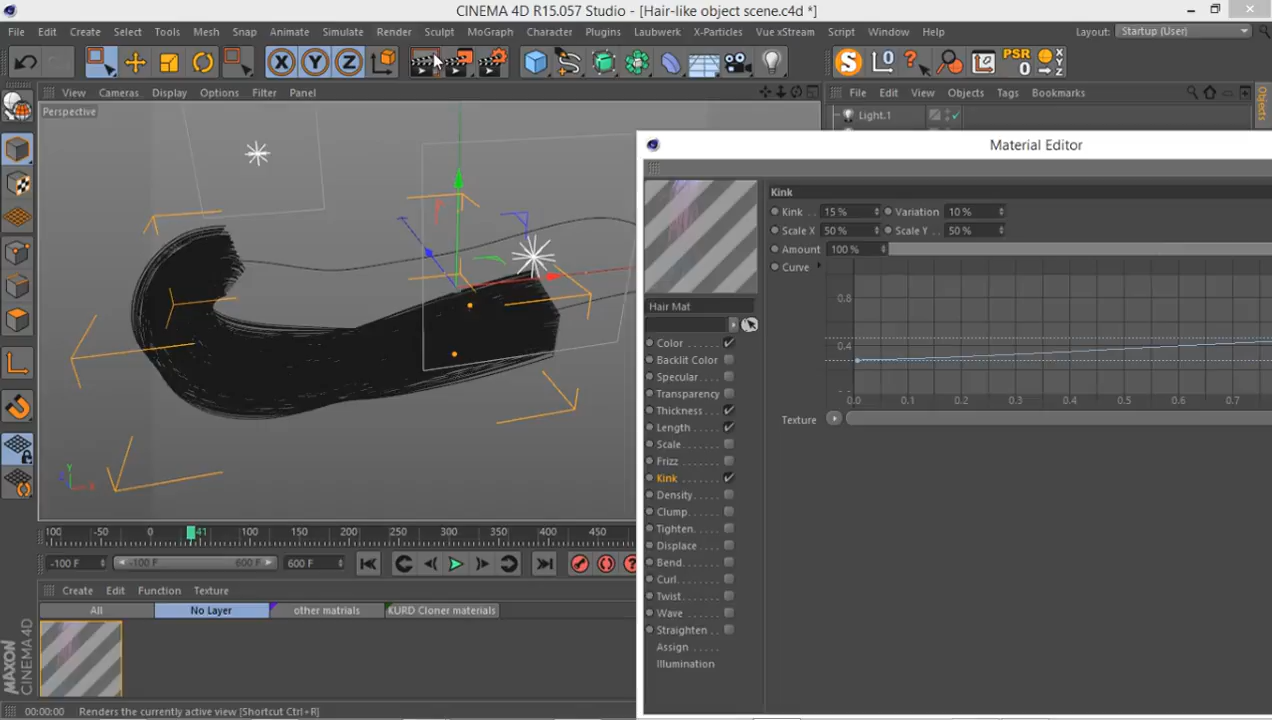 CINEMA 4D R15.057 Studio - [Hair-like object scene.c4d *]
File Edit Create Select Tools Mesh Snap Animate Simulate Render Sculpt MoGraph Character Plugins Laubwerk X-Particles Vue xStream Script Window Help Layout: Startup (User)
X Y Z S 0 ? PSR 0 X Y Z
View Cameras Display Options Filter Panel
File Edit View Objects Tags Bookmarks
Objects
Perspective
Light.1
Material Editor
Kink
Kink 15 % Variation 10 %
Scale X 50 % Scale Y 50 %
Amount 100 %
Curve
0.8
0.4
0.0 0.1 0.2 0.3 0.4 0.5 0.6 0.7
Texture
Hair Mat
Color
Backlit Color
Specular
Transparency
Thickness
Length
Scale
Frizz
Kink
Density
Clump
Tighten
Displace
Bend
Curl
Twist
Wave
Straighten
Assign
Illumination
Y
X
100 -50 0 41 100 150 200 250 300 350 400 450
-100 F -100 F 600 F 600 F
Create Edit Function Texture
All No Layer other matrials KURD Cloner materials
MAXON
CINEMA 4D
00:00:00 Renders the currently active view [Shortcut Ctrl+R]